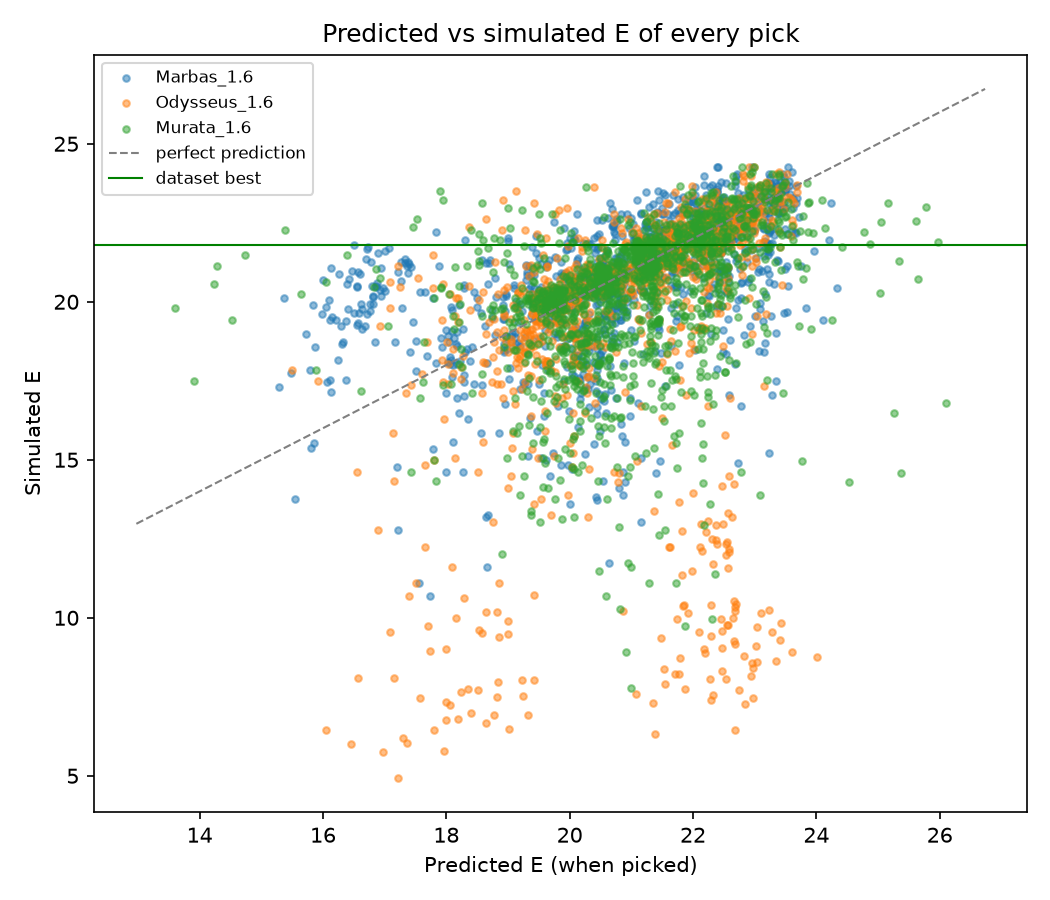 Predicted vs simulated E of every pick
Marbas_1.6
Odysseus_1.6
Murata_1.6
perfect prediction
dataset best
25
20
15
10
5
Simulated E
14 16 18 20 22 24 26
Predicted E (when picked)